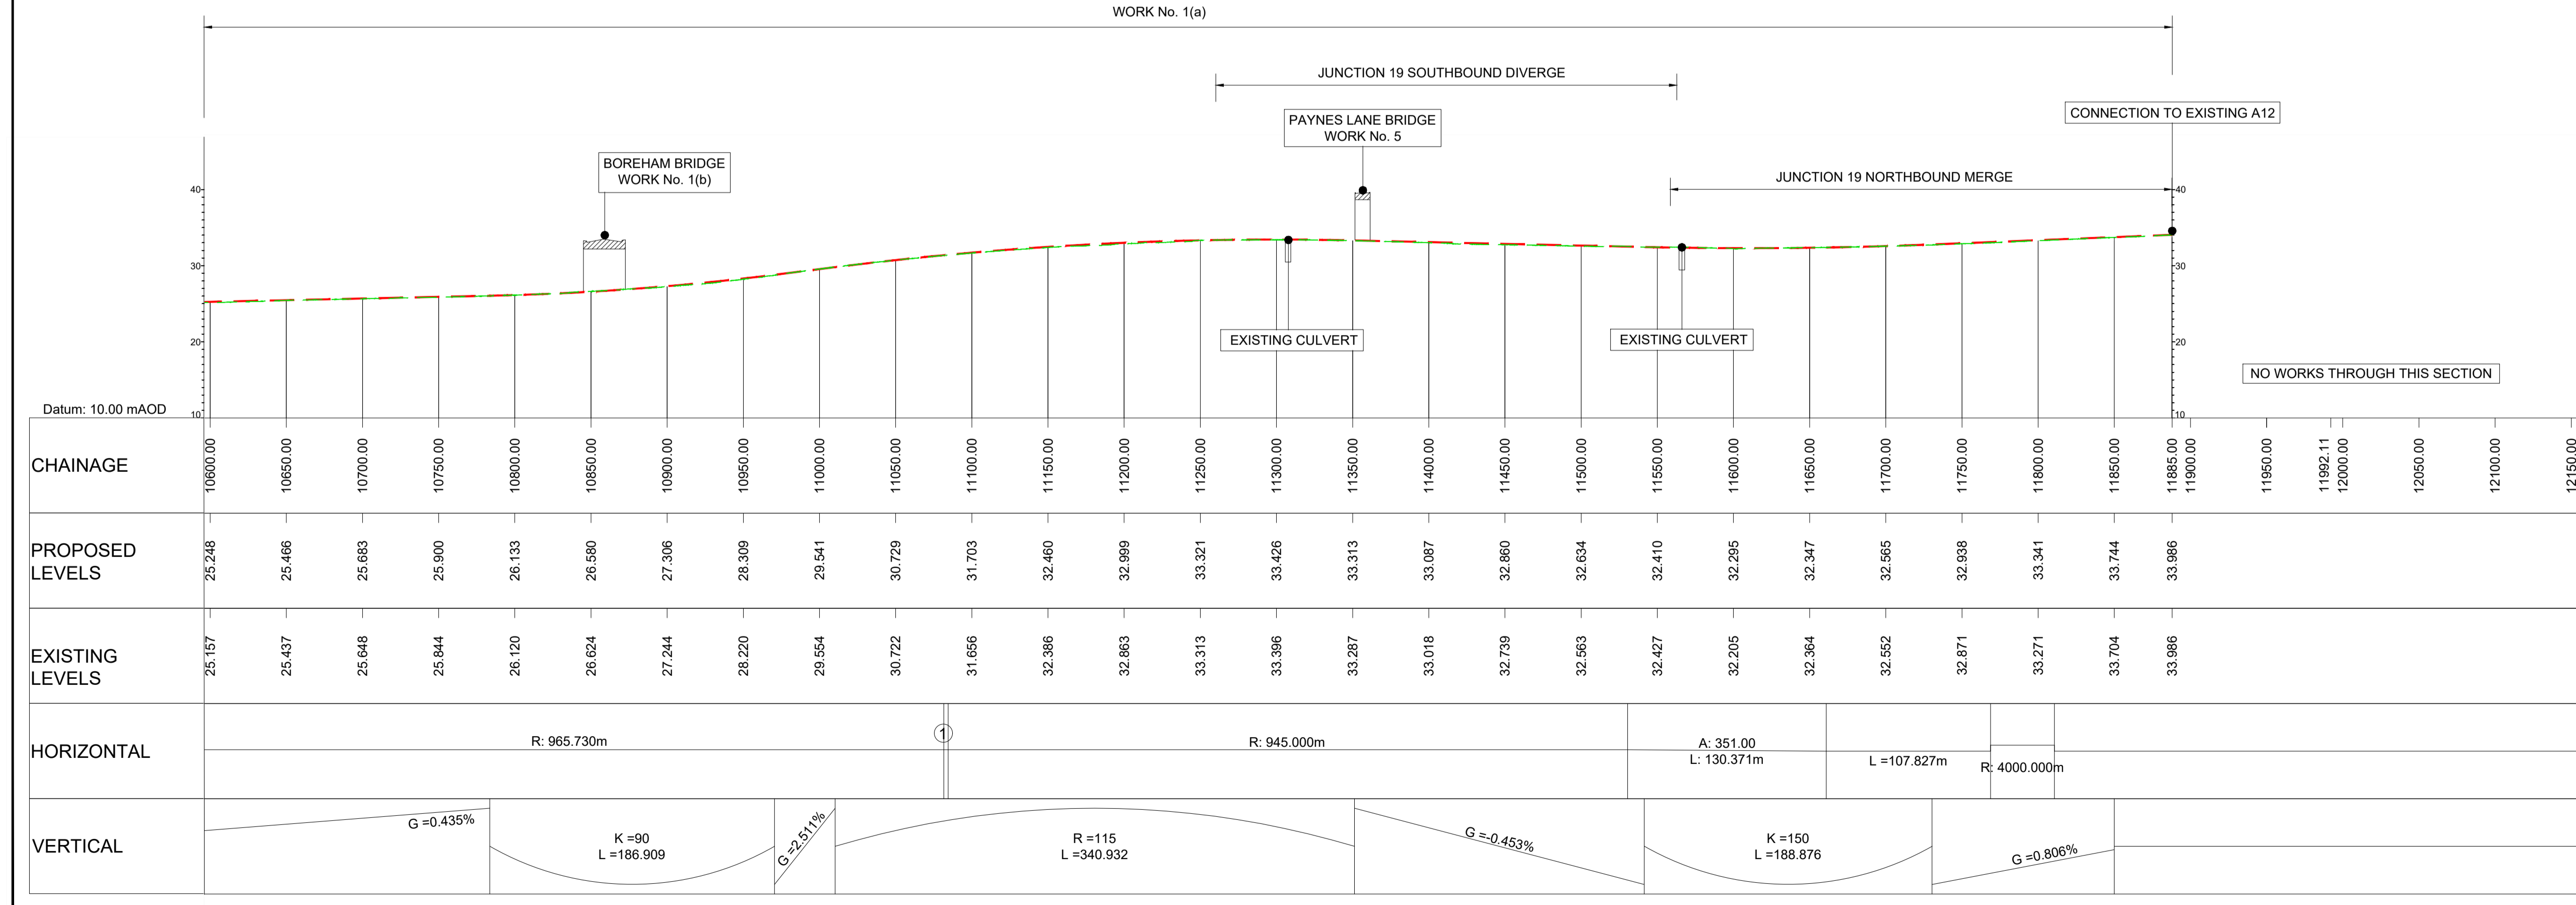 WORK No. 1(a)
JUNCTION 19 SOUTHBOUND DIVERGE
CONNECTION TO EXISTING A12
PAYNES LANE BRIDGE
WORK No. 5
BOREHAM BRIDGE
WORK No. 1(b)
JUNCTION 19 NORTHBOUND MERGE
40 40
30 30
20 20
10 10
EXISTING CULVERT EXISTING CULVERT
NO WORKS THROUGH THIS SECTION
Datum: 10.00 mAOD
CHAINAGE
10600.00 10650.00 10700.00 10750.00 10800.00 10850.00 10900.00 10950.00 11000.00 11050.00 11100.00 11150.00 11200.00 11250.00 11300.00 11350.00 11400.00 11450.00 11500.00 11550.00 11600.00 11650.00 11700.00 11750.00 11800.00 11850.00 11885.00 11900.00 11950.00 11992.11 12000.00 12050.00 12100.00 12150.00
PROPOSED
LEVELS
25.248 25.466 25.683 25.900 26.133 26.580 27.306 28.309 29.541 30.729 31.703 32.460 32.999 33.321 33.426 33.313 33.087 32.860 32.634 32.410 32.295 32.347 32.565 32.938 33.341 33.744 33.986
EXISTING
LEVELS
25.157 25.437 25.648 25.844 26.120 26.624 27.244 28.220 29.554 30.722 31.656 32.386 32.863 33.313 33.396 33.287 33.018 32.739 32.563 32.427 32.205 32.364 32.552 32.871 33.271 33.704 33.986
HORIZONTAL
R: 965.730m
1
R: 945.000m
A: 351.00
L: 130.371m
L =107.827m
R: 4000.000m
VERTICAL
G =0.435%
K =90
L =186.909
G =2.511%
R =115
L =340.932
G =-0.453%
K =150
L =188.876
G =0.806%